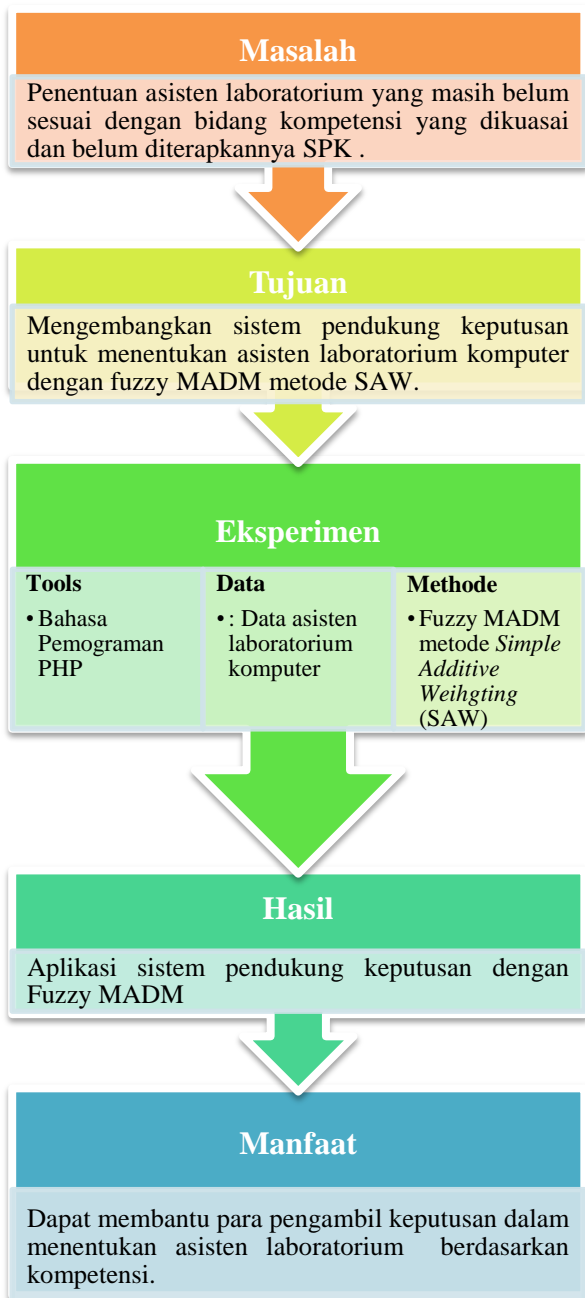 Masalah
Penentuan asisten laboratorium yang masih belum
sesuai dengan bidang kompetensi yang dikuasai
dan belum diterapkannya SPK .
Tujuan
Mengembangkan sistem pendukung keputusan
untuk menentukan asisten laboratorium komputer
dengan fuzzy MADM metode SAW.
Eksperimen
Tools
• Bahasa
Pemograman
PHP
Data
• : Data asisten
laboratorium
komputer
Methode
• Fuzzy MADM
metode Simple
Additive
Weihgting
(SAW)
Hasil
Aplikasi sistem pendukung keputusan dengan
Fuzzy MADM
Manfaat
Dapat membantu para pengambil keputusan dalam
menentukan asisten laboratorium berdasarkan
kompetensi.